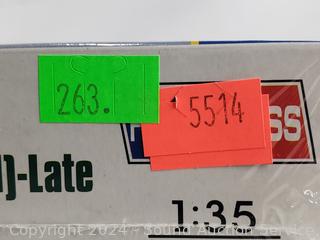 263.
5514
SS
)-Late
1:35
Copyright 2024 - Sound Auction Service